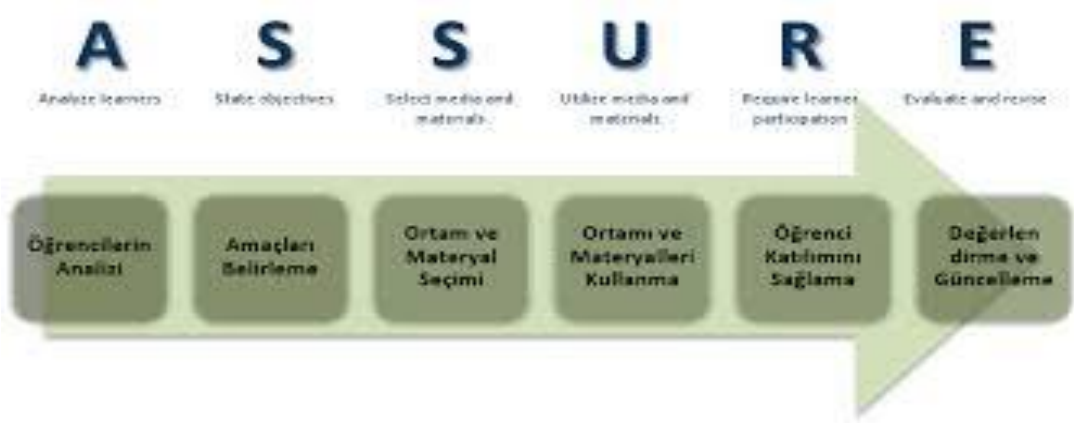 A S S U R E
Analyze learners
State objectives
Select media and
materials
Utilize media and
materials
Require learner
participation
Evaluate and revise
Öğrencilerin
Analizi
Amaçları
Belirleme
Ortam ve
Materyal
Seçimi
Ortamı ve
Materyalleri
Kullanma
Öğrenci
Katılımını
Sağlama
Değerlen
dirme ve
Güncelleme